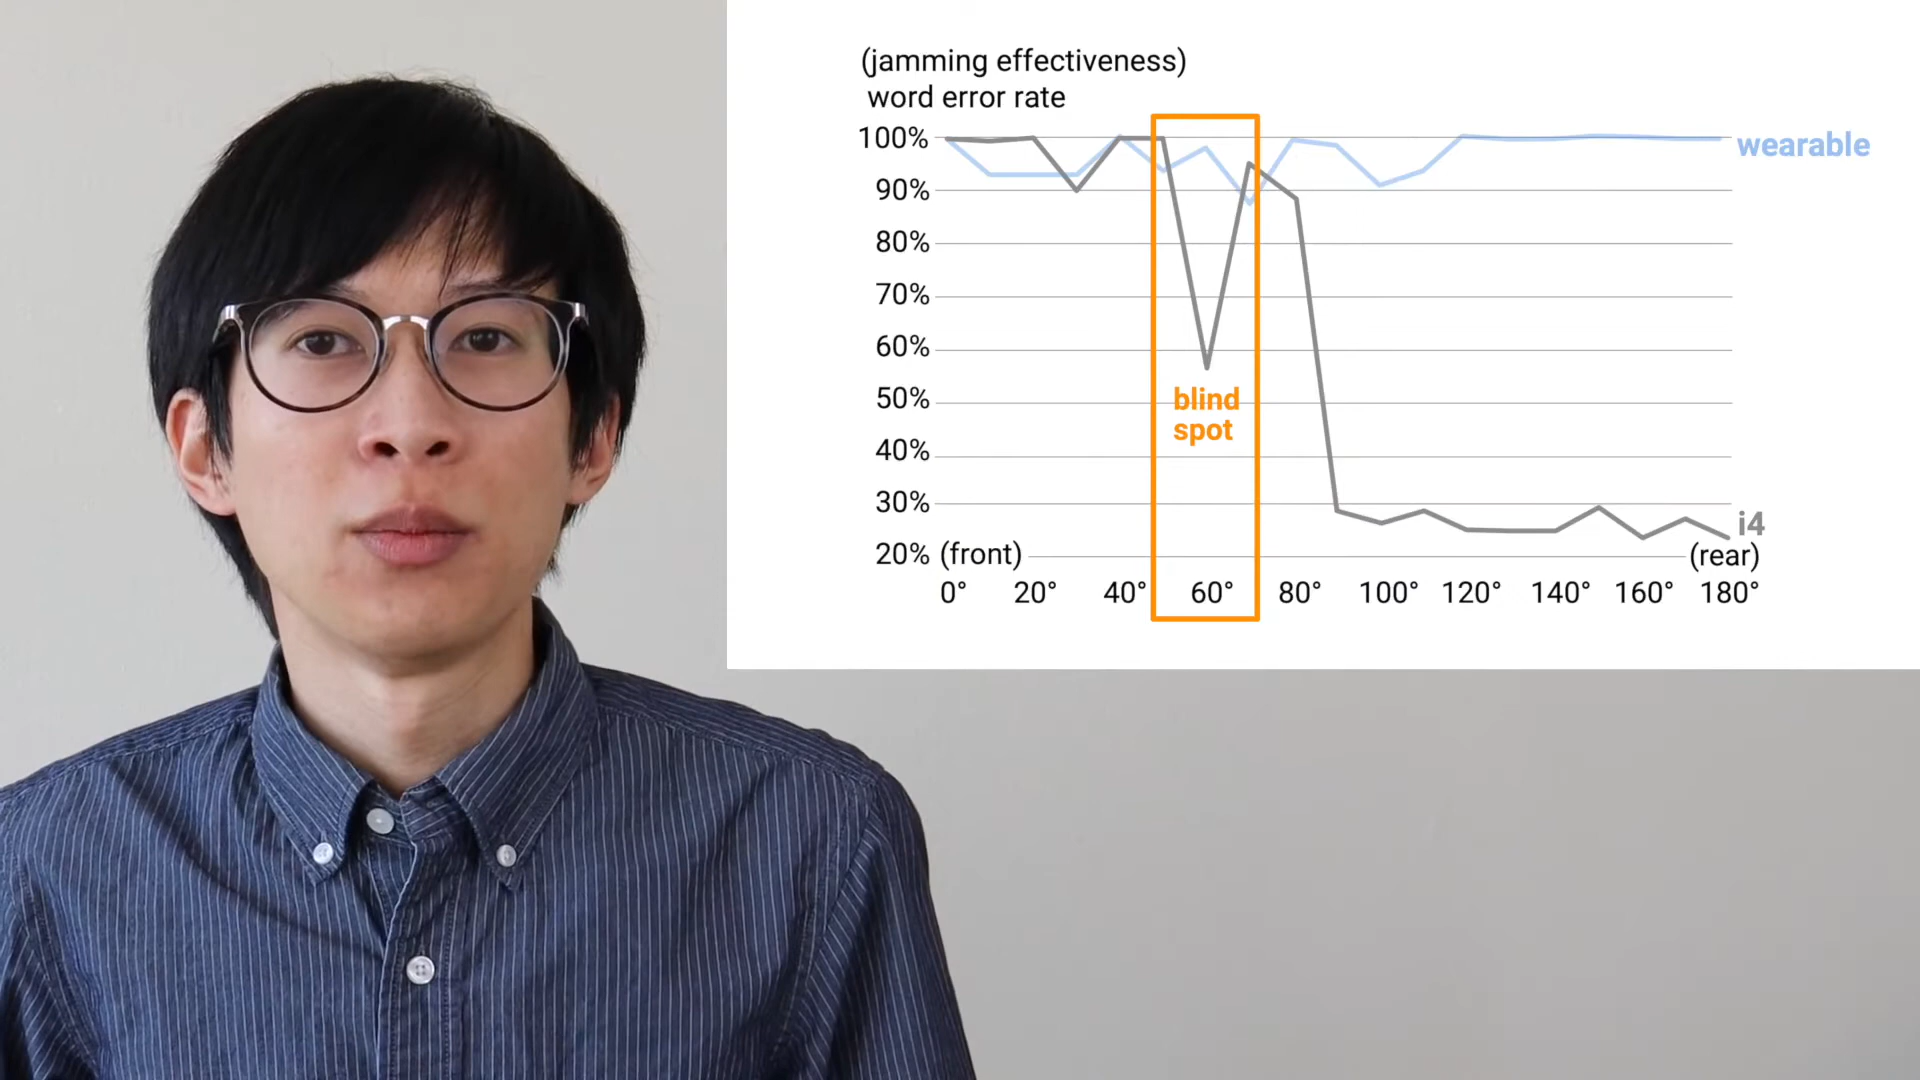 (jamming effectiveness)
word error rate
100%
wearable
90%
80%
70%
60%
50%
blind
spot
40%
30%
i4
20% (front)
(rear)
0° 20° 40° 60° 80° 100° 120° 140° 160° 180°